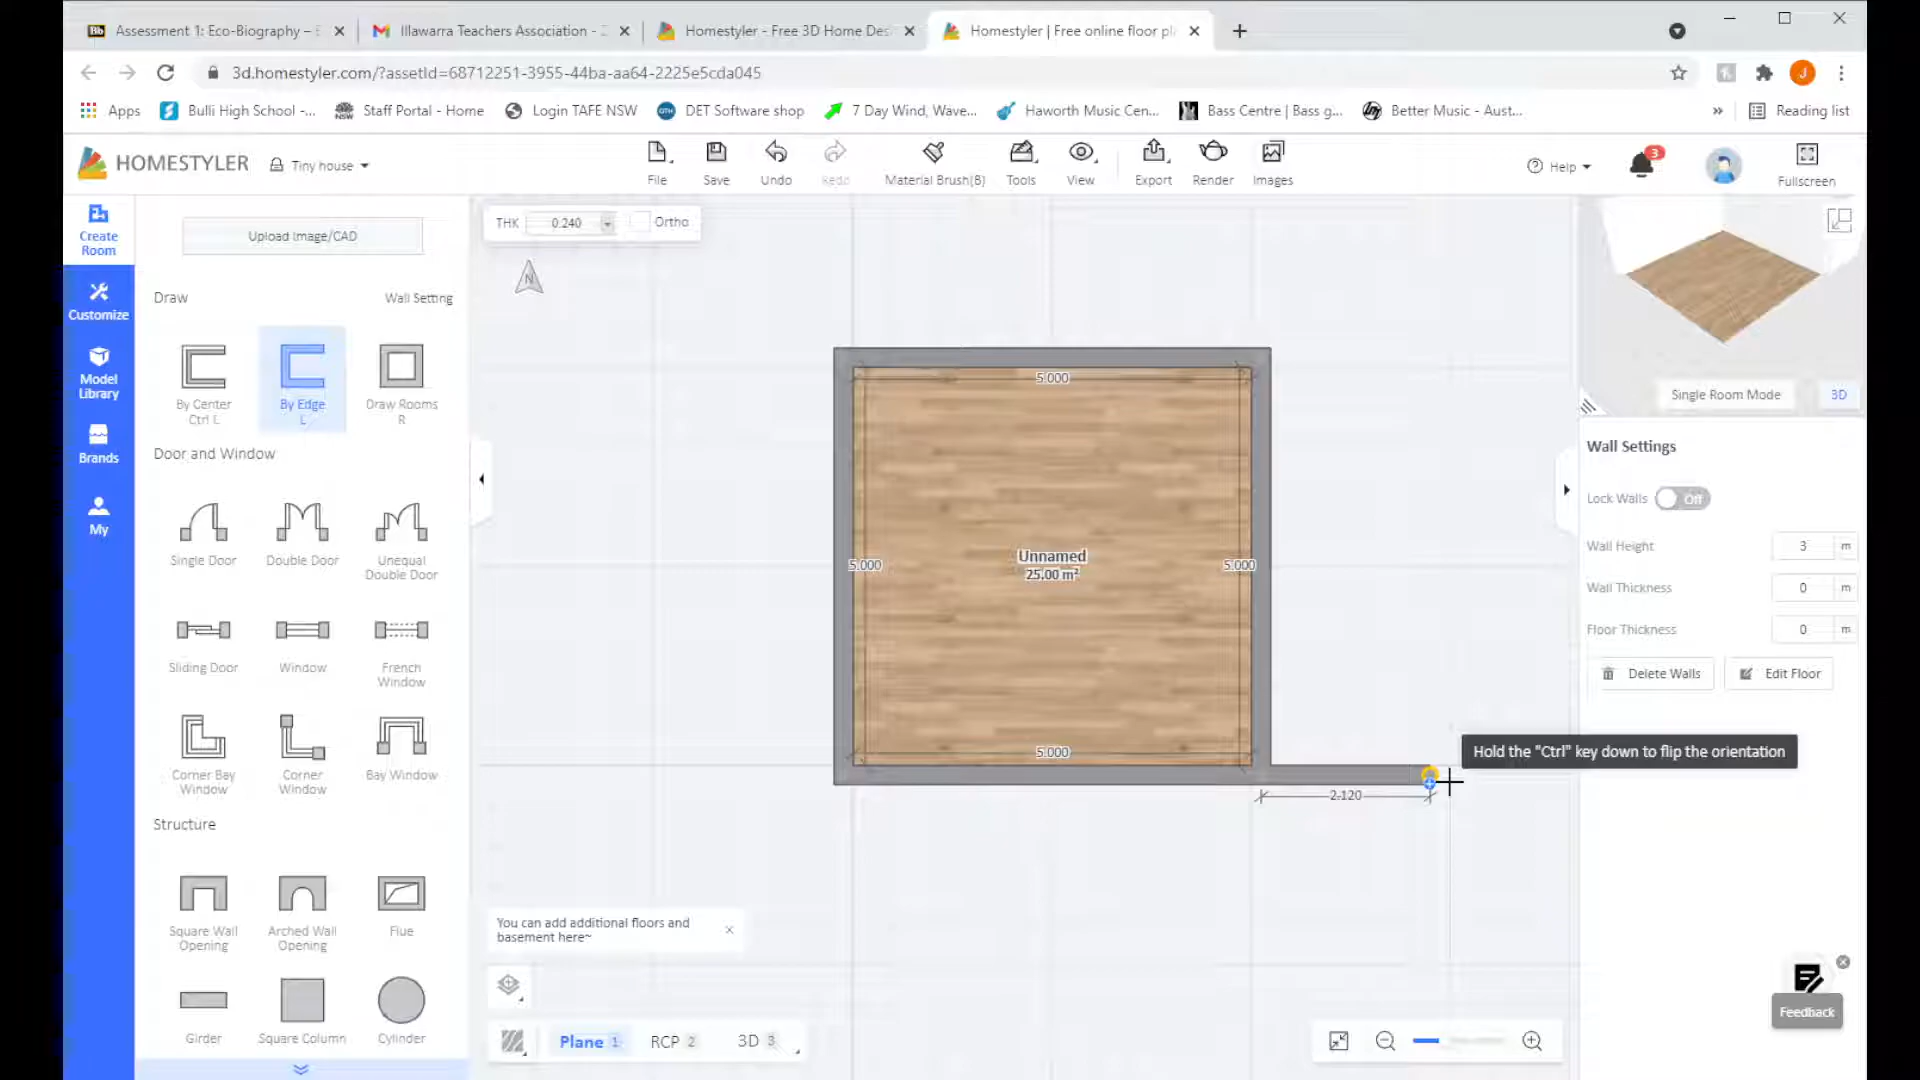 Assessment 1: Eco-Biography –
Illawarra Teachers Association -
Homestyler - Free 3D Home Des
Homestyler | Free online floor pl
3d.homestyler.com/?assetId=68712251-3955-44ba-aa64-2225e5cda045
J
Apps
Bulli High School -...
Staff Portal - Home
Login TAFE NSW
DET Software shop
7 Day Wind, Wave...
Haworth Music Cen...
Bass Centre | Bass g...
Better Music - Aust...
»
Reading list
HOMESTYLER
Tiny house
File
Save
Undo
Redo
Material Brush(B)
Tools
View
Export
Render
Images
Help
3
Fullscreen
Create
Room
Customize
Model
Library
Brands
My
Upload Image/CAD
Draw
Wall Setting
By Center
Ctrl L
By Edge
L
Draw Rooms
R
Door and Window
Single Door
Double Door
Unequal
Double Door
Sliding Door
Window
French
Window
Corner Bay
Window
Corner
Window
Bay Window
Structure
Square Wall
Opening
Arched Wall
Opening
Flue
Girder
Square Column
Cylinder
THK 0.240
Ortho
N
5.000
5.000
Unnamed
25.00 m²
5.000
5.000
2.120
Hold the "Ctrl" key down to flip the orientation
You can add additional floors and
basement here~
Plane 1
RCP 2
3D 3
Single Room Mode
3D
Wall Settings
Lock Walls Off
Wall Height 3 m
Wall Thickness 0 m
Floor Thickness 0 m
Delete Walls
Edit Floor
Feedback